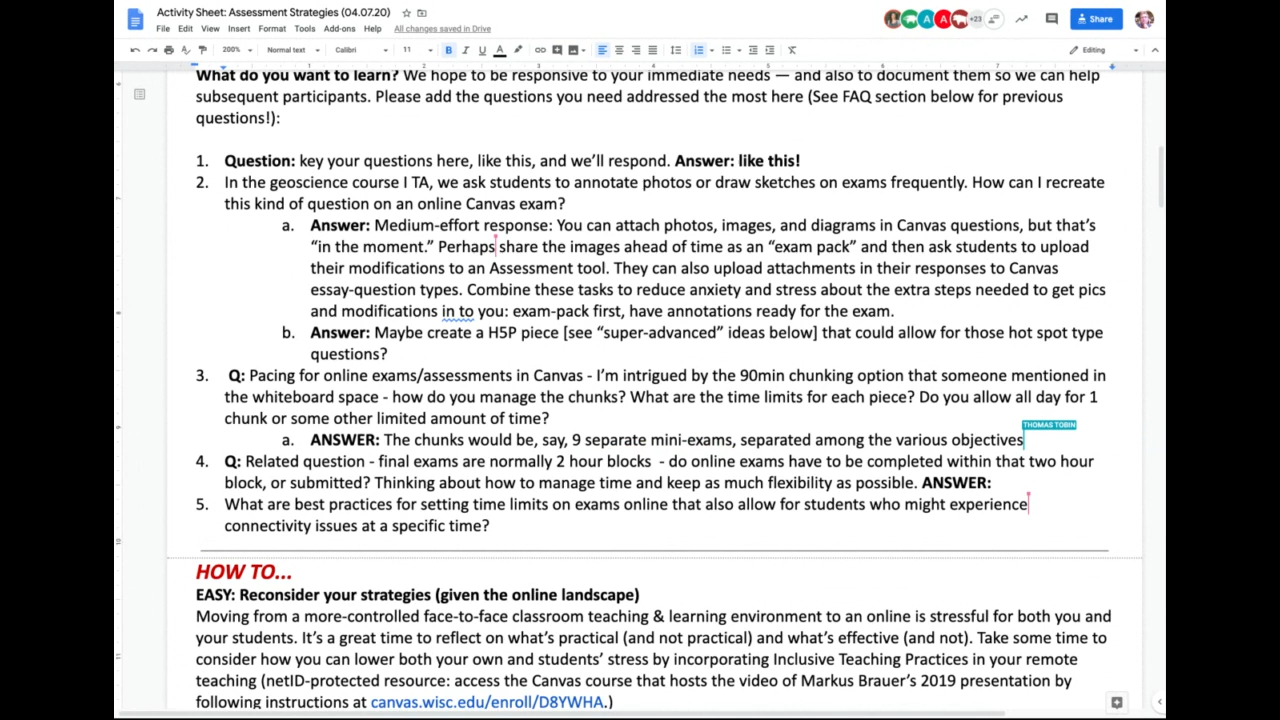 Activity Sheet: Assessment Strategies (04.07.20)
File Edit View Insert Format Tools Add-ons Help All changes saved in Drive
A A +23 Share
200% Normal text Calibri 11 B I U A Editing
1 2 3 4 5 6 7
What do you want to learn? We hope to be responsive to your immediate needs — and also to document them so we can help
subsequent participants. Please add the questions you need addressed the most here (See FAQ section below for previous
questions!):
1. Question: key your questions here, like this, and we’ll respond. Answer: like this!
2. In the geoscience course I TA, we ask students to annotate photos or draw sketches on exams frequently. How can I recreate
this kind of question on an online Canvas exam?
a. Answer: Medium-effort response: You can attach photos, images, and diagrams in Canvas questions, but that’s
“in the moment.” Perhaps share the images ahead of time as an “exam pack” and then ask students to upload
their modifications to an Assessment tool. They can also upload attachments in their responses to Canvas
essay-question types. Combine these tasks to reduce anxiety and stress about the extra steps needed to get pics
and modifications in to you: exam-pack first, have annotations ready for the exam.
b. Answer: Maybe create a H5P piece [see “super-advanced” ideas below] that could allow for those hot spot type
questions?
3. Q: Pacing for online exams/assessments in Canvas - I’m intrigued by the 90min chunking option that someone mentioned in
the whiteboard space - how do you manage the chunks? What are the time limits for each piece? Do you allow all day for 1
chunk or some other limited amount of time?
THOMAS TOBIN
a. ANSWER: The chunks would be, say, 9 separate mini-exams, separated among the various objectives
4. Q: Related question - final exams are normally 2 hour blocks - do online exams have to be completed within that two hour
block, or submitted? Thinking about how to manage time and keep as much flexibility as possible. ANSWER:
5. What are best practices for setting time limits on exams online that also allow for students who might experience
connectivity issues at a specific time?
HOW TO...
EASY: Reconsider your strategies (given the online landscape)
Moving from a more-controlled face-to-face classroom teaching & learning environment to an online is stressful for both you and
your students. It’s a great time to reflect on what’s practical (and not practical) and what’s effective (and not). Take some time to
consider how you can lower both your own and students’ stress by incorporating Inclusive Teaching Practices in your remote
teaching (netID-protected resource: access the Canvas course that hosts the video of Markus Brauer’s 2019 presentation by
following instructions at canvas.wisc.edu/enroll/D8YWHA.)